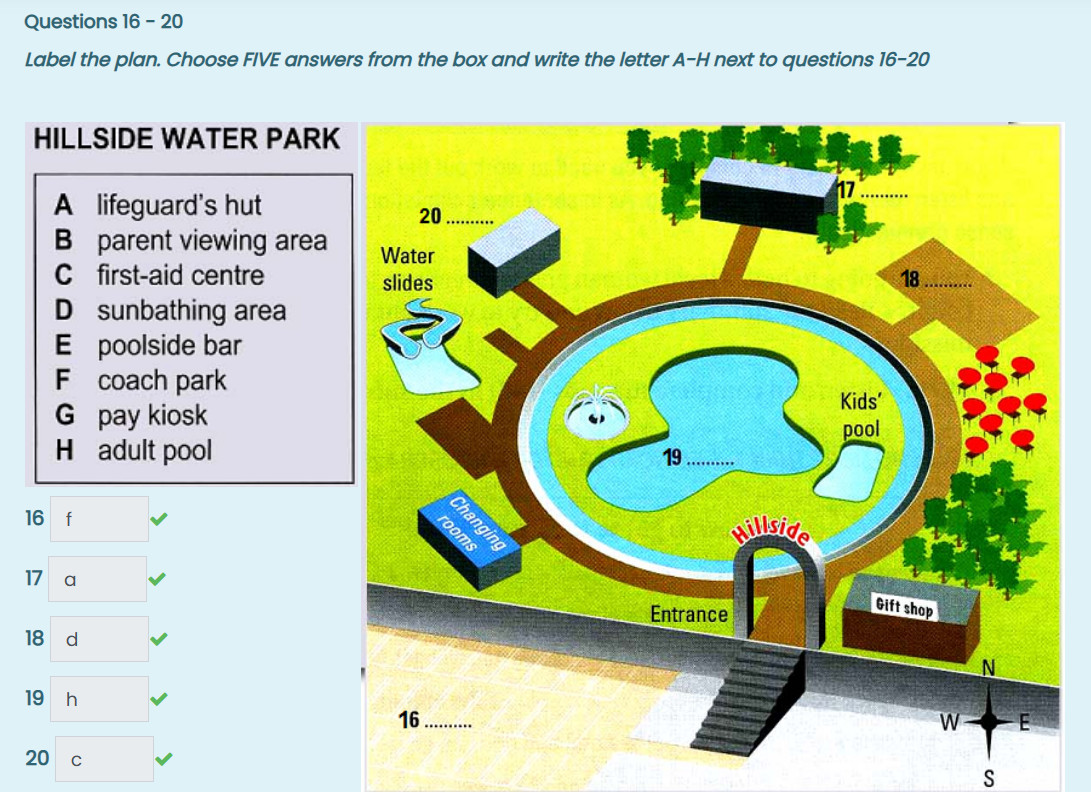 Questions 16 - 20
Label the plan. Choose FIVE answers from the box and write the letter A-H next to questions 16-20
HILLSIDE WATER PARK
A lifeguard's hut
B parent viewing area
C first-aid centre
D sunbathing area
E poolside bar
F coach park
G pay kiosk
H adult pool
16 f
17 a
18 d
19 h
20 c
17 ..........
20 ..........
Water
slides
18 ..........
Kids'
pool
19 ..........
Changing
rooms
Hillside
Entrance
Gift shop
16 ..........
N
W E
S